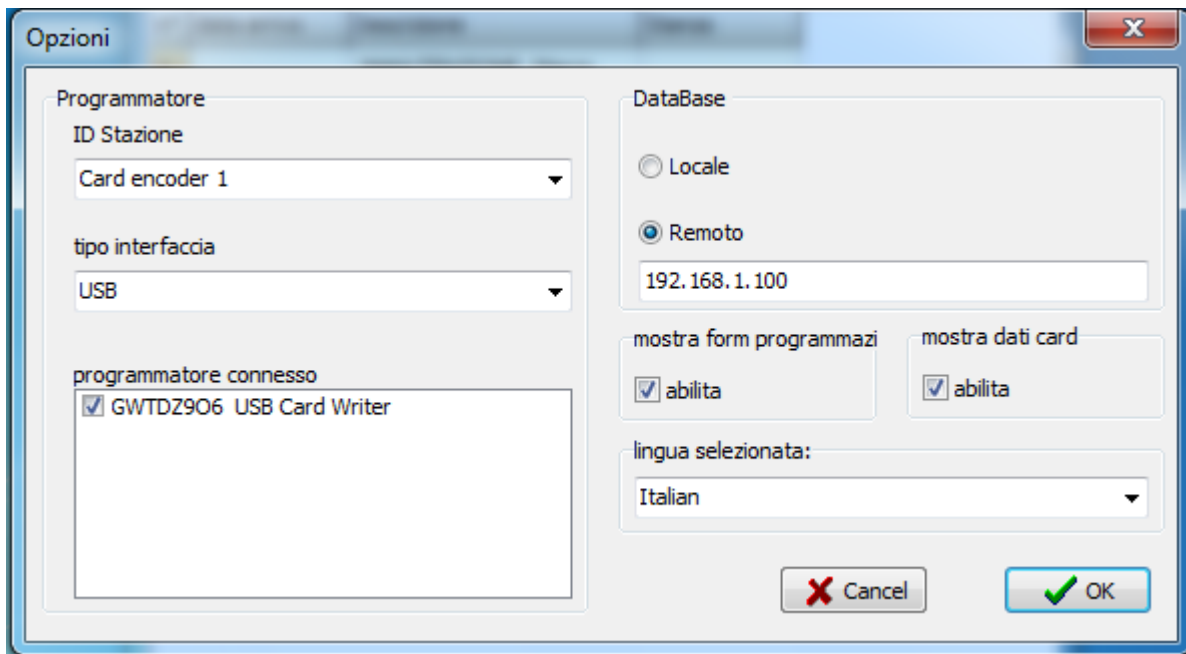 Opzioni
Programmatore
ID Stazione
Card encoder 1
tipo interfaccia
USB
programmatore connesso
GWTDZ9O6 USB Card Writer
DataBase
Locale
Remoto
192.168.1.100
mostra form programmazi
abilita
mostra dati card
abilita
lingua selezionata:
Italian
Cancel
OK